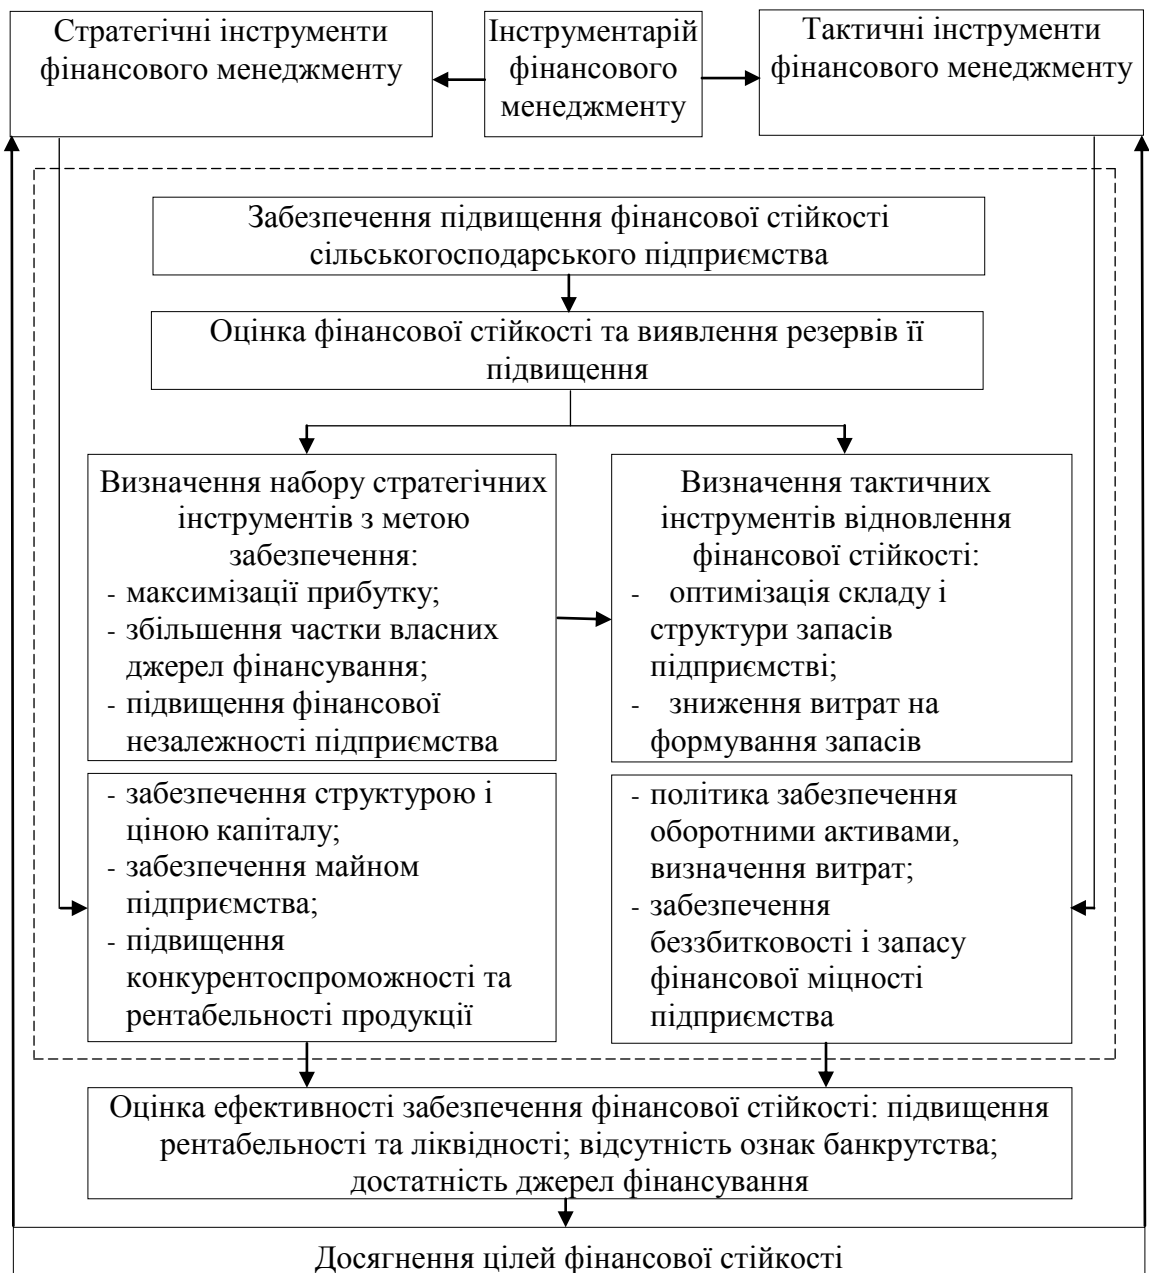 Стратегічні інструменти
фінансового менеджменту
Інструментарій
фінансового
менеджменту
Тактичні інструменти
фінансового менеджменту
Забезпечення підвищення фінансової стійкості
сільськогосподарського підприємства
Оцінка фінансової стійкості та виявлення резервів її
підвищення
Визначення набору стратегічних
інструментів з метою
забезпечення:
- максимізації прибутку;
- збільшення частки власних
джерел фінансування;
- підвищення фінансової
незалежності підприємства
Визначення тактичних
інструментів відновлення
фінансової стійкості:
- оптимізація складу і
структури запасів
підприємстві;
- зниження витрат на
формування запасів
- забезпечення структурою і
ціною капіталу;
- забезпечення майном
підприємства;
- підвищення
конкурентоспроможності та
рентабельності продукції
- політика забезпечення
оборотними активами,
визначення витрат;
- забезпечення
беззбитковості і запасу
фінансової міцності
підприємства
Оцінка ефективності забезпечення фінансової стійкості: підвищення
рентабельності та ліквідності; відсутність ознак банкрутства;
достатність джерел фінансування
Досягнення цілей фінансової стійкості